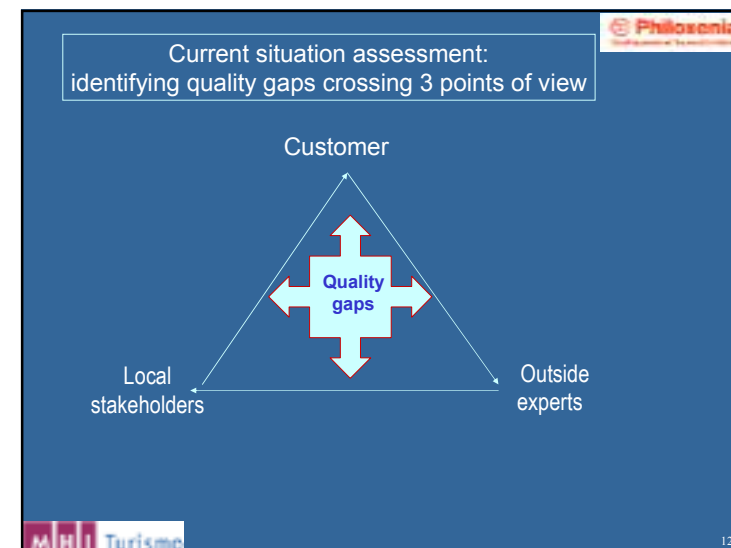 Philoxenia
Current situation assessment:
identifying quality gaps crossing 3 points of view
Customer
Quality
gaps
Local
stakeholders
Outside
experts
MHI Turisme
12